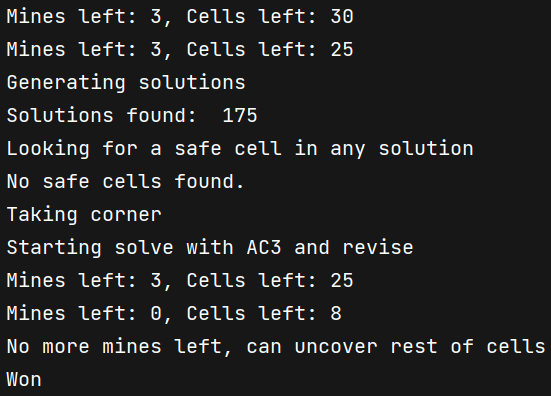 Mines left: 3, Cells left: 30
Mines left: 3, Cells left: 25
Generating solutions
Solutions found:  175
Looking for a safe cell in any solution
No safe cells found.
Taking corner
Starting solve with AC3 and revise
Mines left: 3, Cells left: 25
Mines left: 0, Cells left: 8
No more mines left, can uncover rest of cells
Won